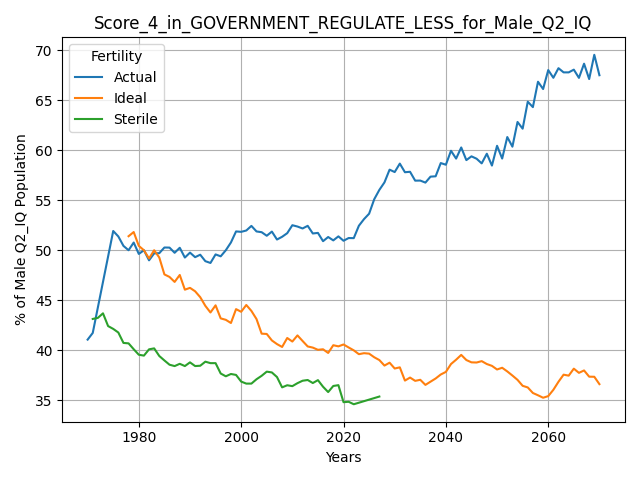 Score_4_in_GOVERNMENT_REGULATE_LESS_for_Male_Q2_IQ
% of Male Q2_IQ Population
70
65
60
55
50
45
40
35
Fertility
Actual
Ideal
Sterile
1980
2000
2020
2040
2060
Years